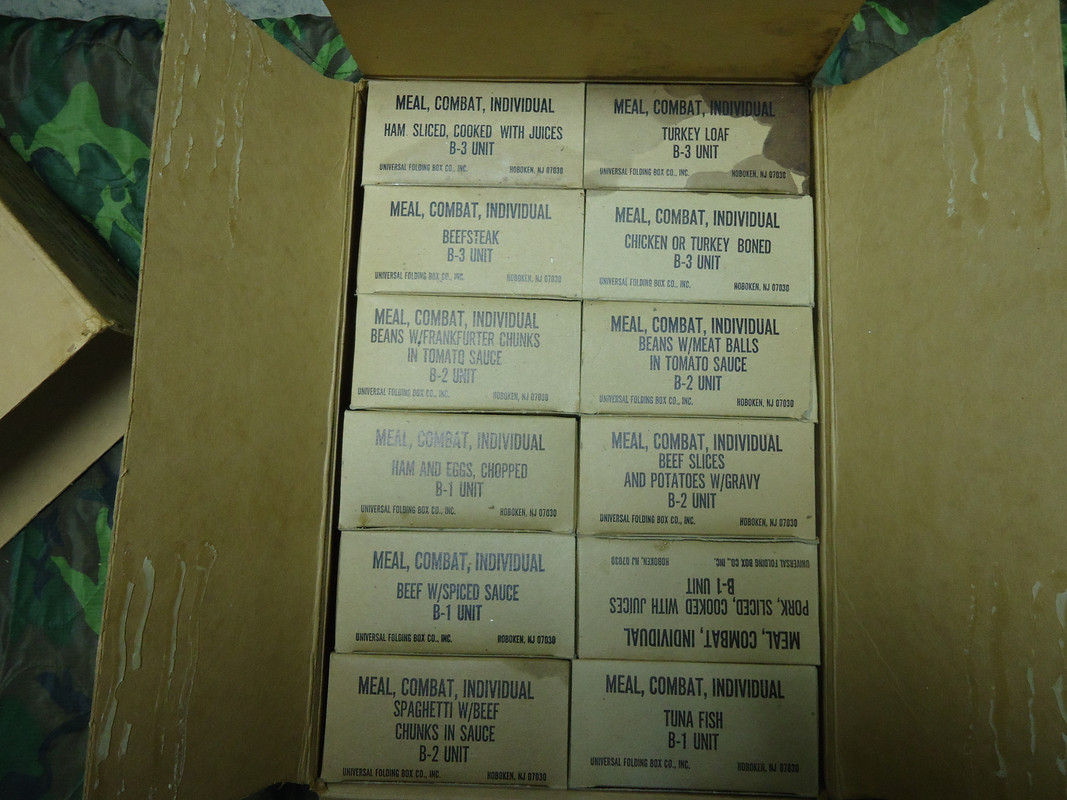 MEAL, COMBAT, INDIVIDUAL
HAM SLICED, COOKED WITH JUICES
B-3 UNIT
UNIVERSAL FOLDING BOX CO., INC. HOBOKEN, NJ 07030
MEAL, COMBAT, INDIVIDUAL
TURKEY LOAF
B-3 UNIT
UNIVERSAL FOLDING BOX CO., INC. HOBOKEN, NJ 07030
MEAL, COMBAT, INDIVIDUAL
BEEFSTEAK
B-3 UNIT
UNIVERSAL FOLDING BOX CO., INC. HOBOKEN, NJ 07030
MEAL, COMBAT, INDIVIDUAL
CHICKEN OR TURKEY BONED
B-3 UNIT
UNIVERSAL FOLDING BOX CO., INC. HOBOKEN, NJ 07030
MEAL, COMBAT, INDIVIDUAL
BEANS W/FRANKFURTER CHUNKS
IN TOMATO SAUCE
B-2 UNIT
UNIVERSAL FOLDING BOX CO., INC. HOBOKEN, NJ 07030
MEAL, COMBAT, INDIVIDUAL
BEANS W/MEAT BALLS
IN TOMATO SAUCE
B-2 UNIT
UNIVERSAL FOLDING BOX CO., INC. HOBOKEN, NJ 07030
MEAL, COMBAT, INDIVIDUAL
HAM AND EGGS, CHOPPED
B-1 UNIT
UNIVERSAL FOLDING BOX CO., INC. HOBOKEN, NJ 07030
MEAL, COMBAT, INDIVIDUAL
BEEF SLICES
AND POTATOES W/GRAVY
B-2 UNIT
UNIVERSAL FOLDING BOX CO., INC. HOBOKEN, NJ 07030
MEAL, COMBAT, INDIVIDUAL
BEEF W/SPICED SAUCE
B-1 UNIT
UNIVERSAL FOLDING BOX CO., INC. HOBOKEN, NJ 07030
MEAL, COMBAT, INDIVIDUAL
PORK, SLICED, COOKED WITH JUICES
B-1 UNIT
UNIVERSAL FOLDING BOX CO., INC. HOBOKEN, NJ 07030
MEAL, COMBAT, INDIVIDUAL
SPAGHETTI W/BEEF
CHUNKS IN SAUCE
B-2 UNIT
UNIVERSAL FOLDING BOX CO., INC. HOBOKEN, NJ 07030
MEAL, COMBAT, INDIVIDUAL
TUNA FISH
B-1 UNIT
UNIVERSAL FOLDING BOX CO., INC. HOBOKEN, NJ 07030